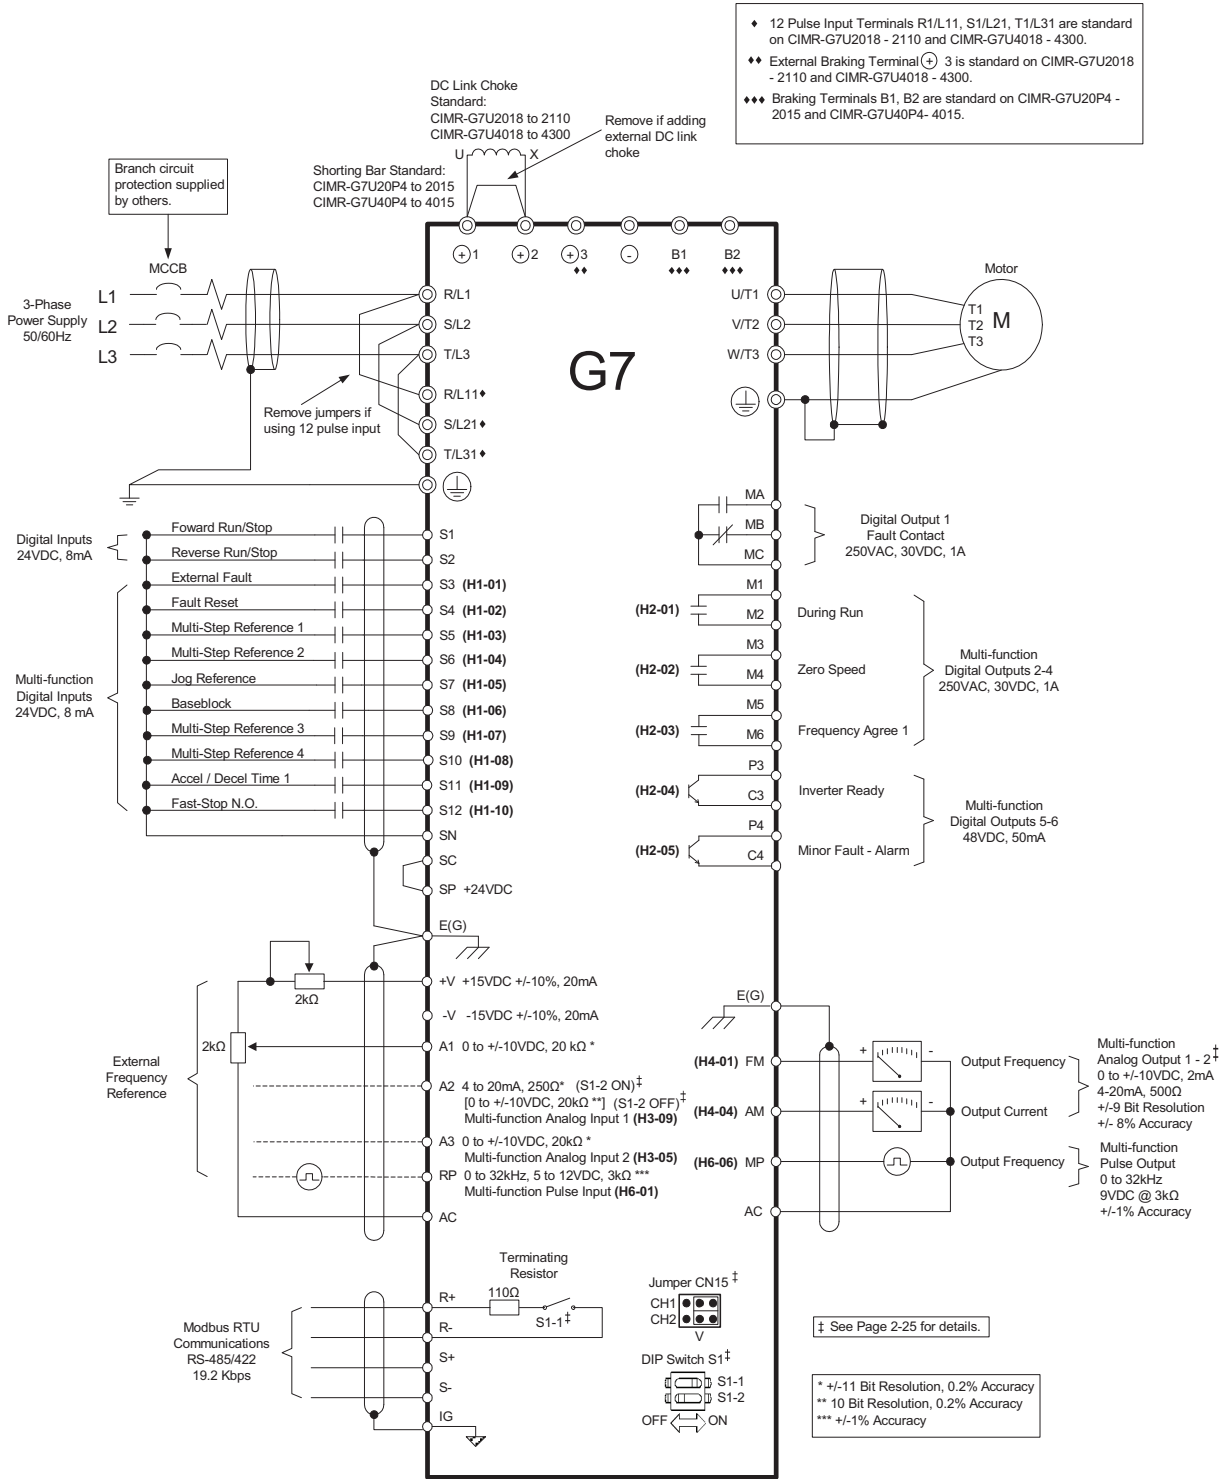 ♦ 12 Pulse Input Terminals R1/L11, S1/L21, T1/L31 are standard
on CIMR-G7U2018 - 2110 and CIMR-G7U4018 - 4300.
♦♦ External Braking Terminal ⊕ 3 is standard on CIMR-G7U2018
- 2110 and CIMR-G7U4018 - 4300.
♦♦♦ Braking Terminals B1, B2 are standard on CIMR-G7U20P4 -
2015 and CIMR-G7U40P4- 4015.
DC Link Choke
Standard:
CIMR-G7U2018 to 2110
CIMR-G7U4018 to 4300
Remove if adding
external DC link
choke
U X
Shorting Bar Standard:
CIMR-G7U20P4 to 2015
CIMR-G7U40P4 to 4015
Branch circuit
protection supplied
by others.
MCCB
3-Phase
Power Supply
50/60Hz
L1
L2
L3
Remove jumpers if
using 12 pulse input
+ 1
+ 2
+ 3
♦♦
-
B1
♦♦♦
B2
♦♦♦
R/L1
S/L2
T/L3
R/L11♦
S/L21♦
T/L31♦
G7
U/T1
V/T2
W/T3
Motor
T1
T2
T3
M
Digital Inputs
24VDC, 8mA
Foward Run/Stop
S1
Reverse Run/Stop
S2
Multi-function
Digital Inputs
24VDC, 8 mA
External Fault
S3 (H1-01)
Fault Reset
S4 (H1-02)
Multi-Step Reference 1
S5 (H1-03)
Multi-Step Reference 2
S6 (H1-04)
Jog Reference
S7 (H1-05)
Baseblock
S8 (H1-06)
Multi-Step Reference 3
S9 (H1-07)
Multi-Step Reference 4
S10 (H1-08)
Accel / Decel Time 1
S11 (H1-09)
Fast-Stop N.O.
S12 (H1-10)
SN
SC
SP +24VDC
E(G)
MA
MB
MC
Digital Output 1
Fault Contact
250VAC, 30VDC, 1A
M1
(H2-01)
M2
During Run
M3
(H2-02)
M4
Zero Speed
M5
(H2-03)
M6
Frequency Agree 1
Multi-function
Digital Outputs 2-4
250VAC, 30VDC, 1A
P3
(H2-04)
C3
Inverter Ready
P4
(H2-05)
C4
Minor Fault - Alarm
Multi-function
Digital Outputs 5-6
48VDC, 50mA
External
Frequency
Reference
2kΩ
2kΩ
+V +15VDC +/-10%, 20mA
-V -15VDC +/-10%, 20mA
A1 0 to +/-10VDC, 20 kΩ *
A2 4 to 20mA, 250Ω* (S1-2 ON)‡
[0 to +/-10VDC, 20kΩ **] (S1-2 OFF)‡
Multi-function Analog Input 1 (H3-09)
A3 0 to +/-10VDC, 20kΩ *
Multi-function Analog Input 2 (H3-05)
RP 0 to 32kHz, 5 to 12VDC, 3kΩ ***
Multi-function Pulse Input (H6-01)
AC
E(G)
(H4-01) FM
+ -
Output Frequency
(H4-04) AM
+ -
Output Current
Multi-function
Analog Output 1 - 2‡
0 to +/-10VDC, 2mA
4-20mA, 500Ω
+/-9 Bit Resolution
+/- 8% Accuracy
(H6-06) MP
Output Frequency
Multi-function
Pulse Output
0 to 32kHz
9VDC @ 3kΩ
+/-1% Accuracy
AC
Modbus RTU
Communications
RS-485/422
19.2 Kbps
Terminating
Resistor
110Ω
S1-1‡
R+
R-
S+
S-
IG
Jumper CN15 ‡
CH1
CH2
V
DIP Switch S1‡
S1-1
S1-2
OFF ON
‡ See Page 2-25 for details.
* +/-11 Bit Resolution, 0.2% Accuracy
** 10 Bit Resolution, 0.2% Accuracy
*** +/-1% Accuracy